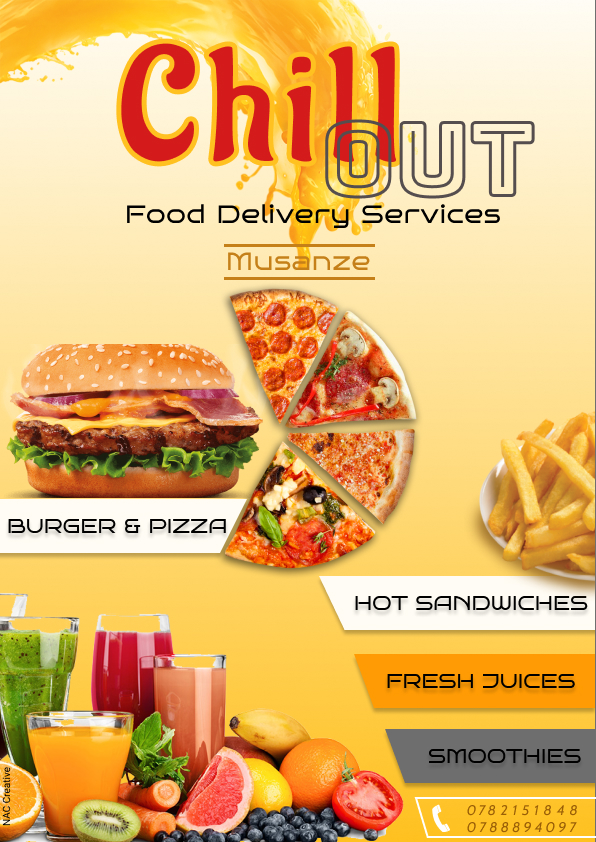 Chill
OUT
Food Delivery Services
Musanze
BURGER & PIZZA
HOT SANDWICHES
FRESH JUICES
SMOOTHIES
0782151848
0788894097
NAC Creative